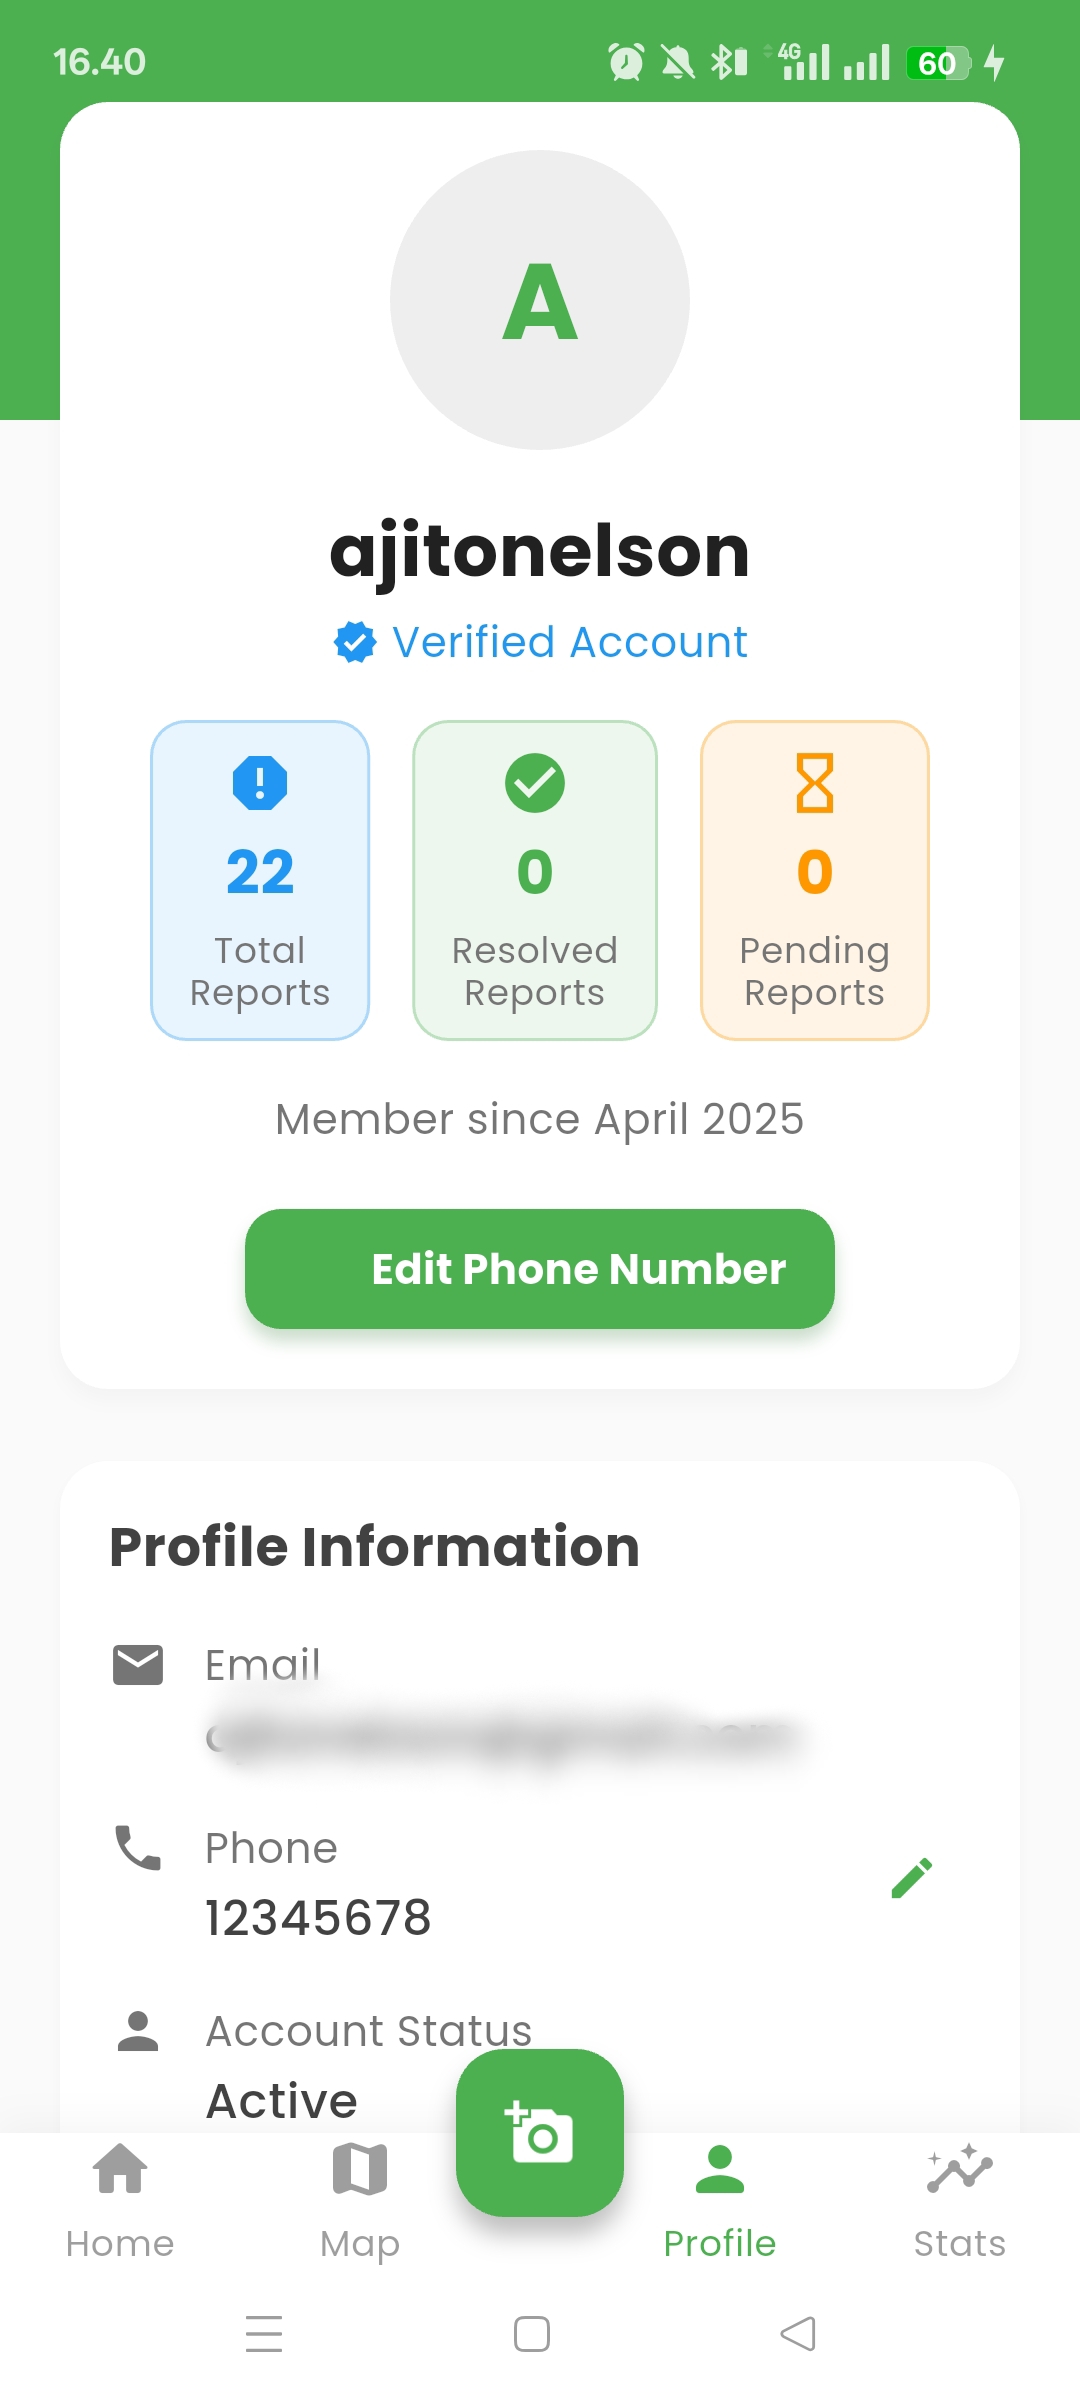 16.40
4G
60
A
ajitonelson
Verified Account
22
0
0
Total
Reports
Resolved
Reports
Pending
Reports
Member since April 2025
Edit Phone Number
Profile Information
Email
Phone
12345678
Account Status
Active
Home
Map
Profile
Stats